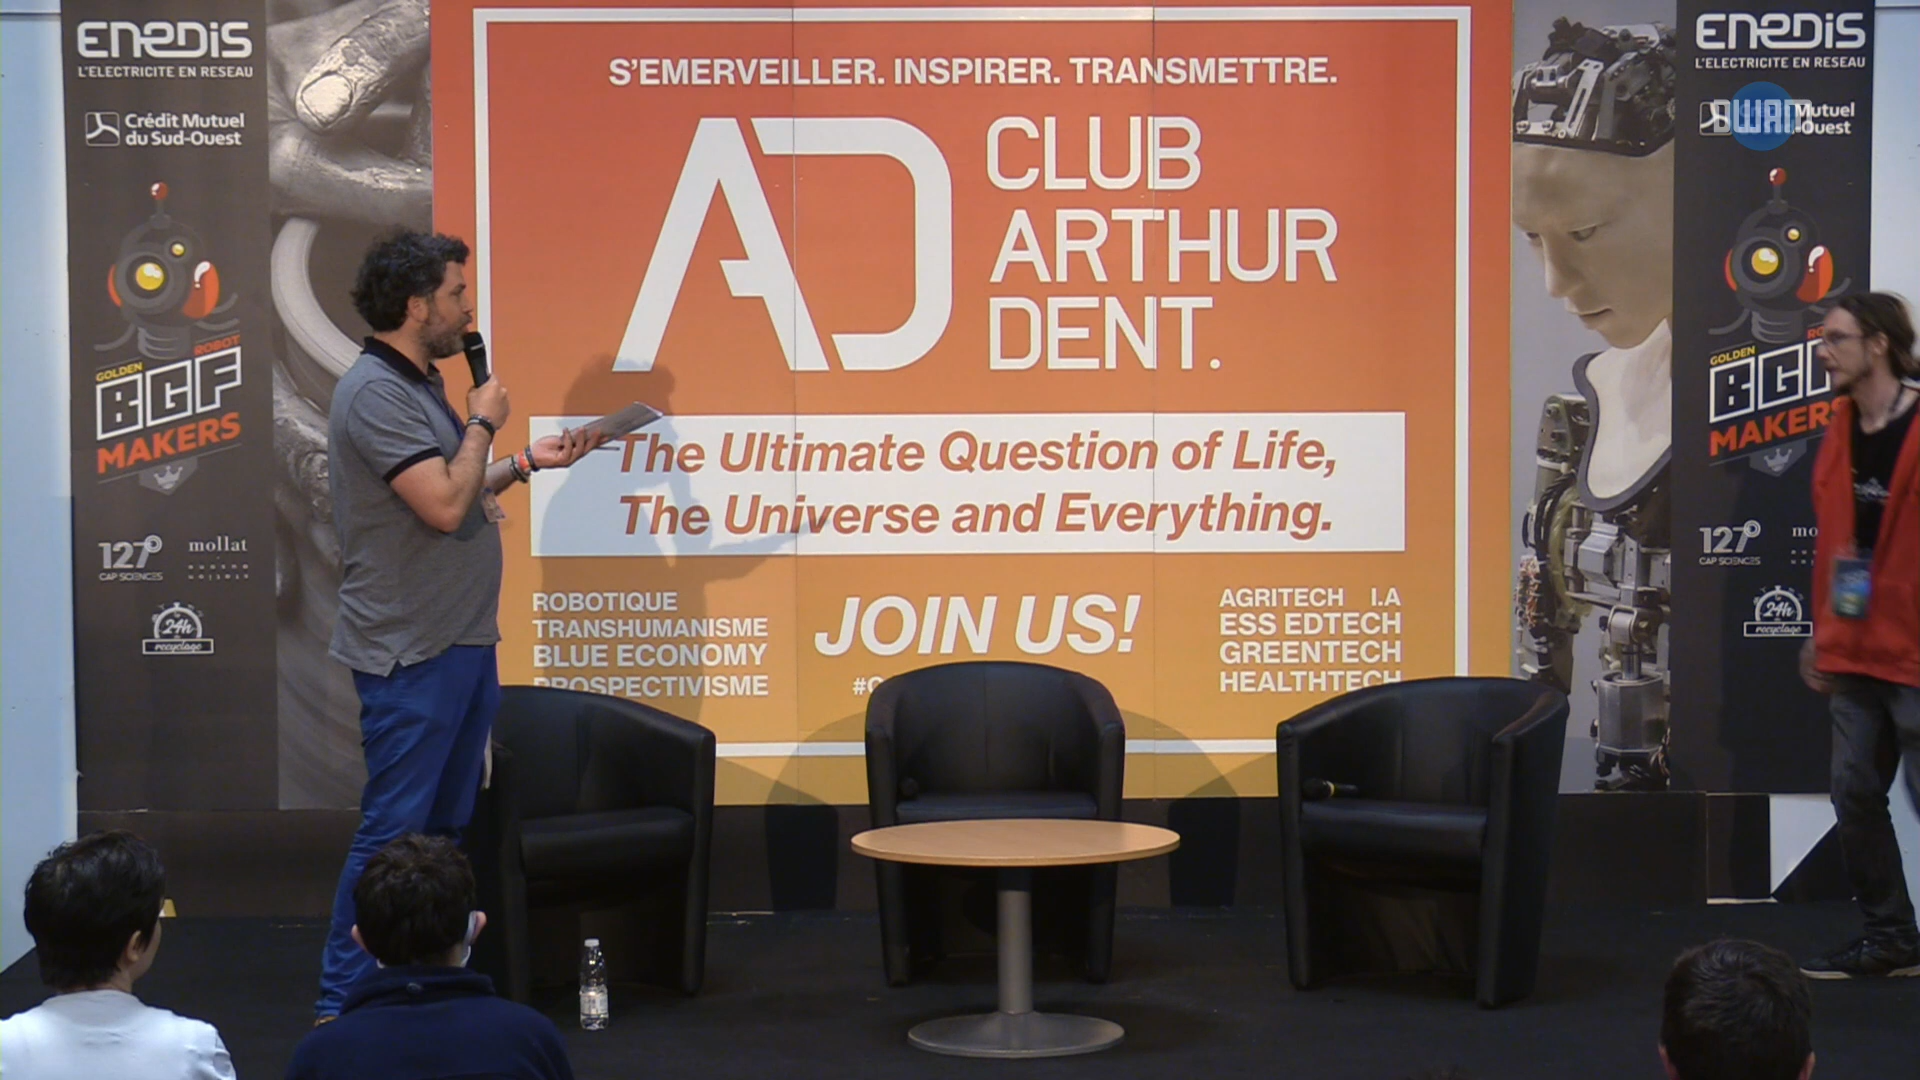 ENEDIS
L'ELECTRICITE EN RESEAU
Crédit Mutuel
du Sud-Ouest
GOLDEN ROBOT
BGF
MAKERS
127°
CAP SCIENCES
mollat
24h
recyclage
S'EMERVEILLER. INSPIRER. TRANSMETTRE.
AD
CLUB
ARTHUR
DENT.
The Ultimate Question of Life,
The Universe and Everything.
ROBOTIQUE
TRANSHUMANISME
BLUE ECONOMY
PROSPECTIVISME
JOIN US!
AGRITECH I.A
ESS EDTECH
GREENTECH
HEALTHTECH
ENEDIS
L'ELECTRICITE EN RESEAU
DWAM
Mutuel
Ouest
GOLDEN
BGF
MAKERS
127°
CAP SCIENCES
24h
recyclage